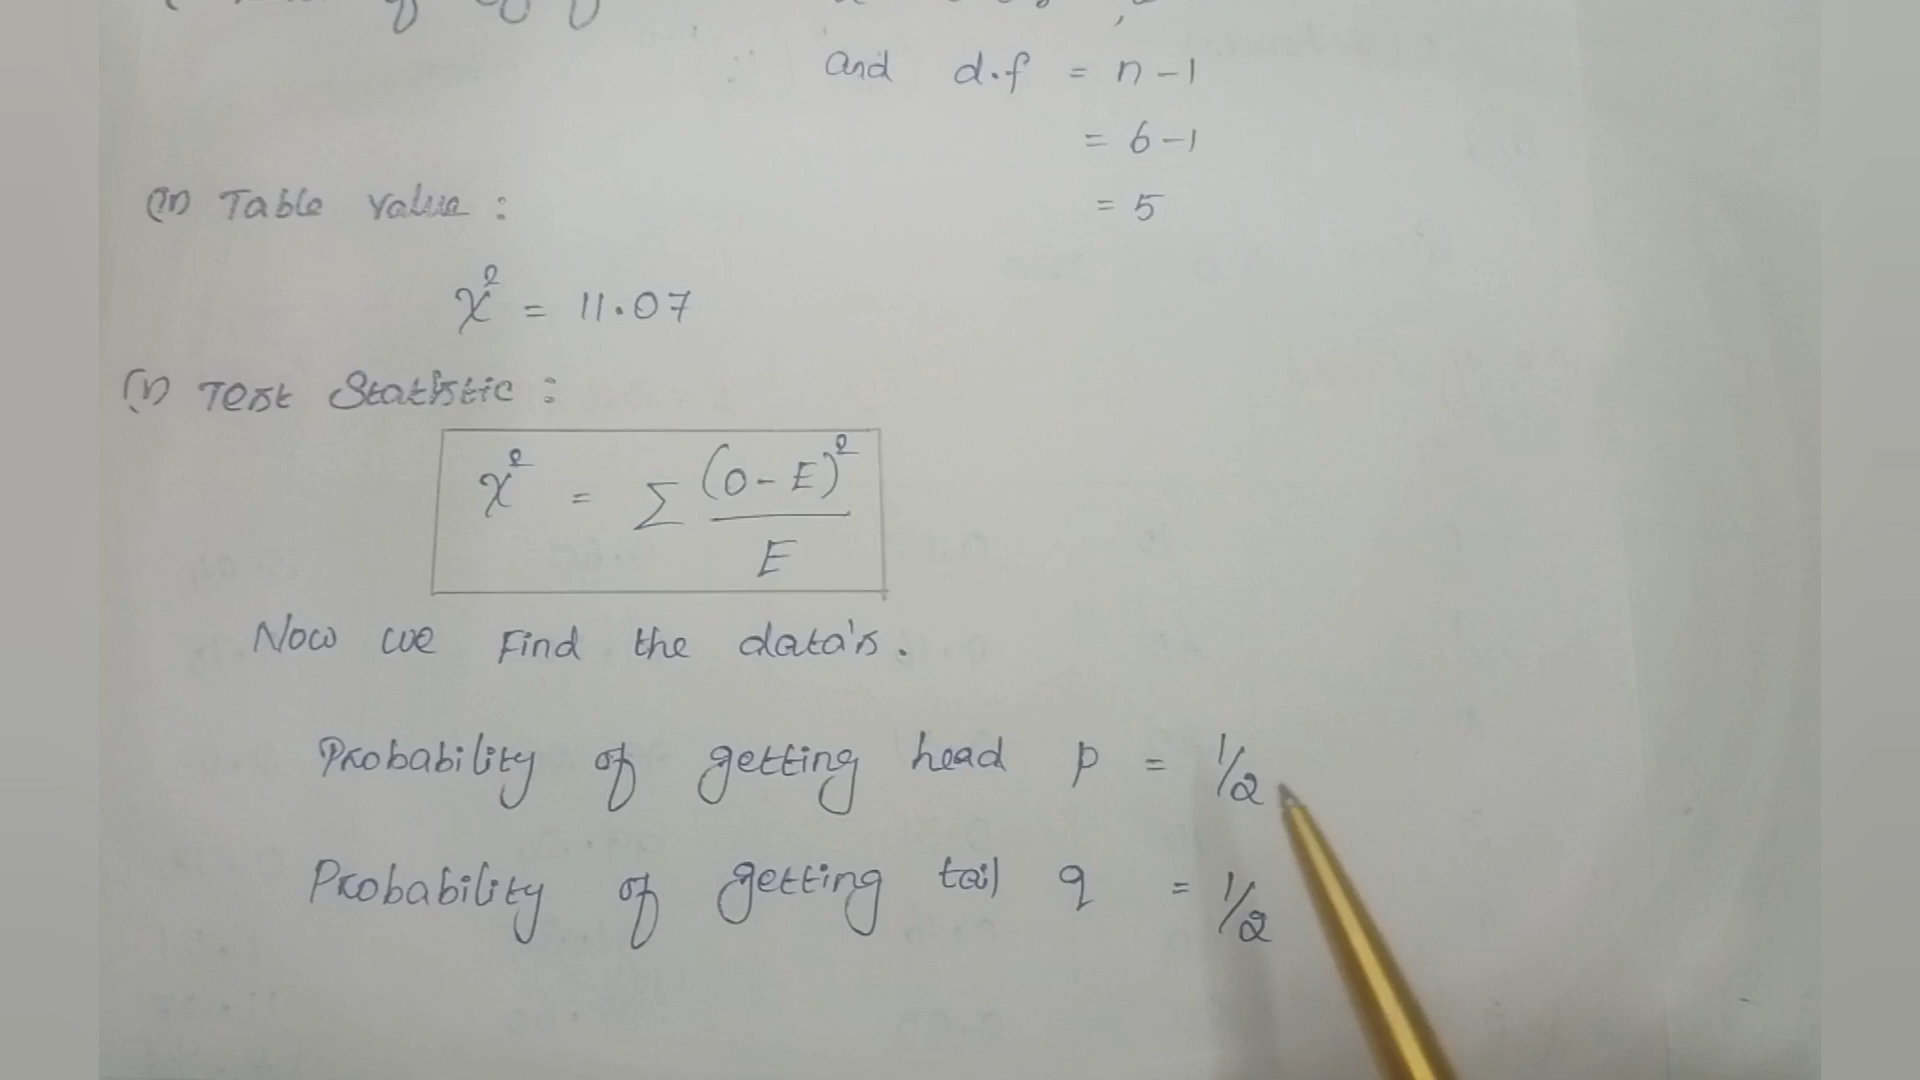 and d.f = n-1
= 6-1
(iv) Table value :
= 5
χ² = 11.07
(v) Test Statistic :
χ² = Σ (O-E)² / E
Now we Find the data's.
Probability of getting head p = 1/2
Probability of getting tail q = 1/2